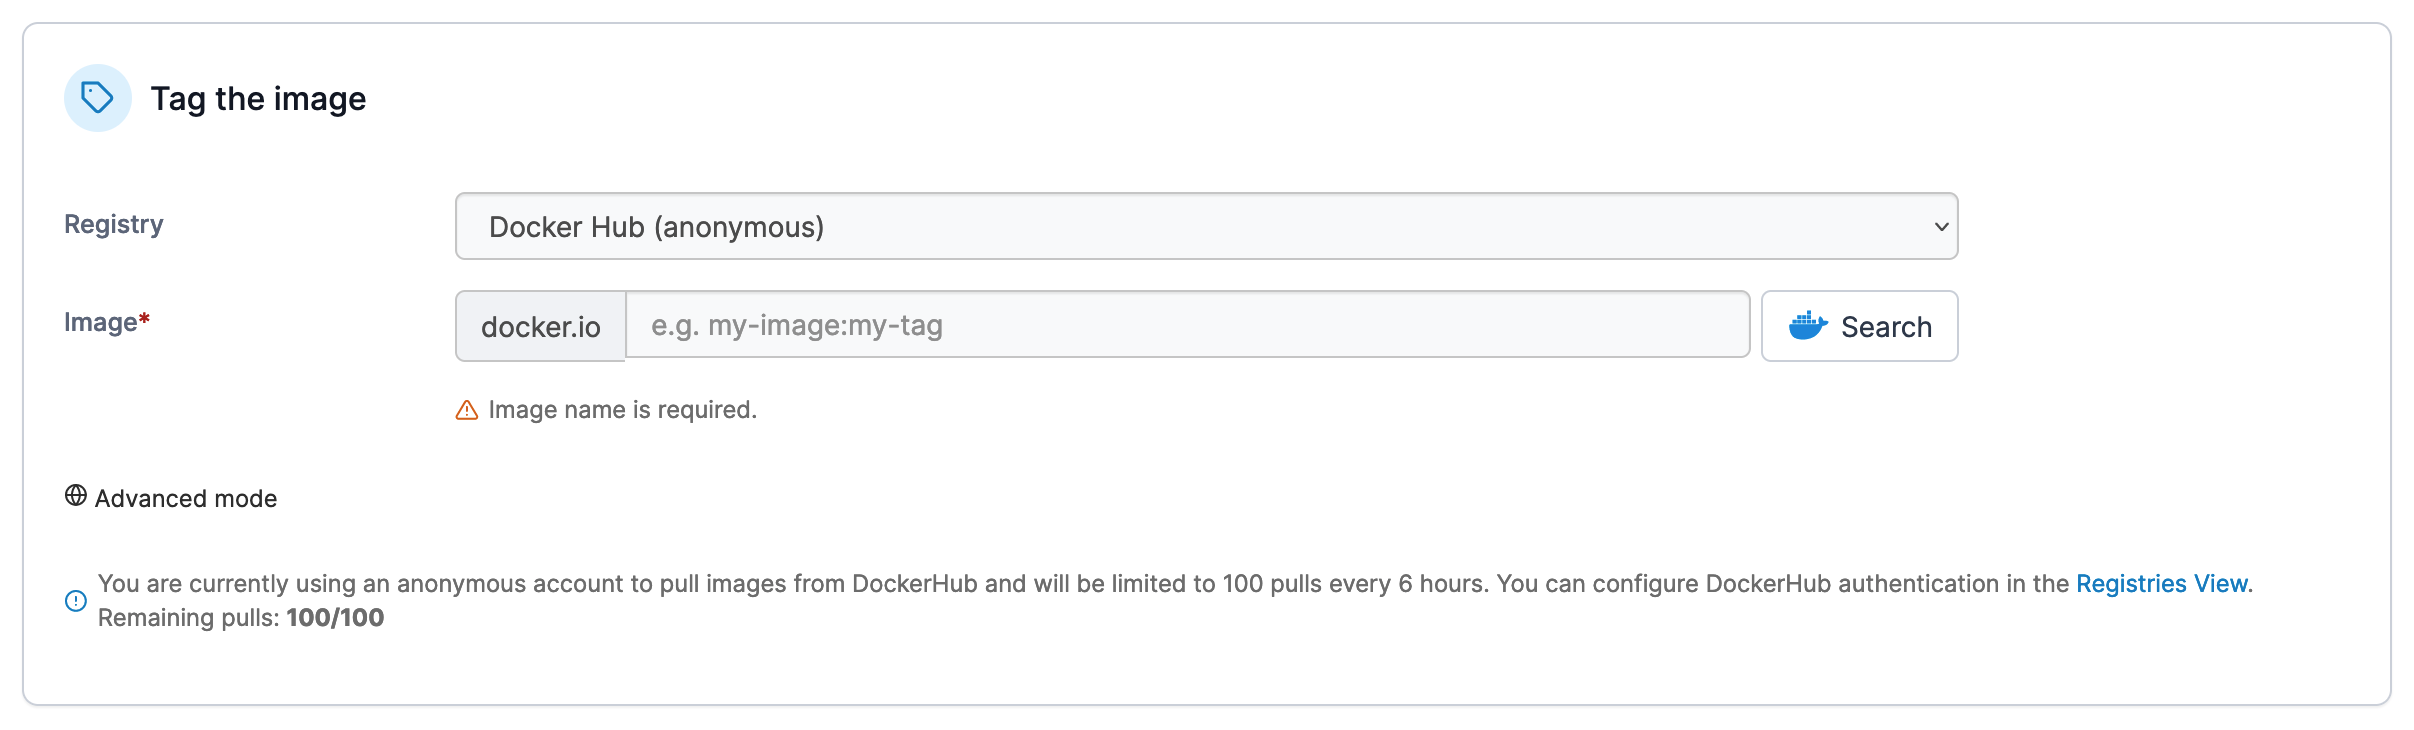 Tag the image
Registry
Docker Hub (anonymous)
Image*
docker.io
e.g. my-image:my-tag
Search
Image name is required.
Advanced mode
You are currently using an anonymous account to pull images from DockerHub and will be limited to 100 pulls every 6 hours. You can configure DockerHub authentication in the Registries View.
Remaining pulls: 100/100